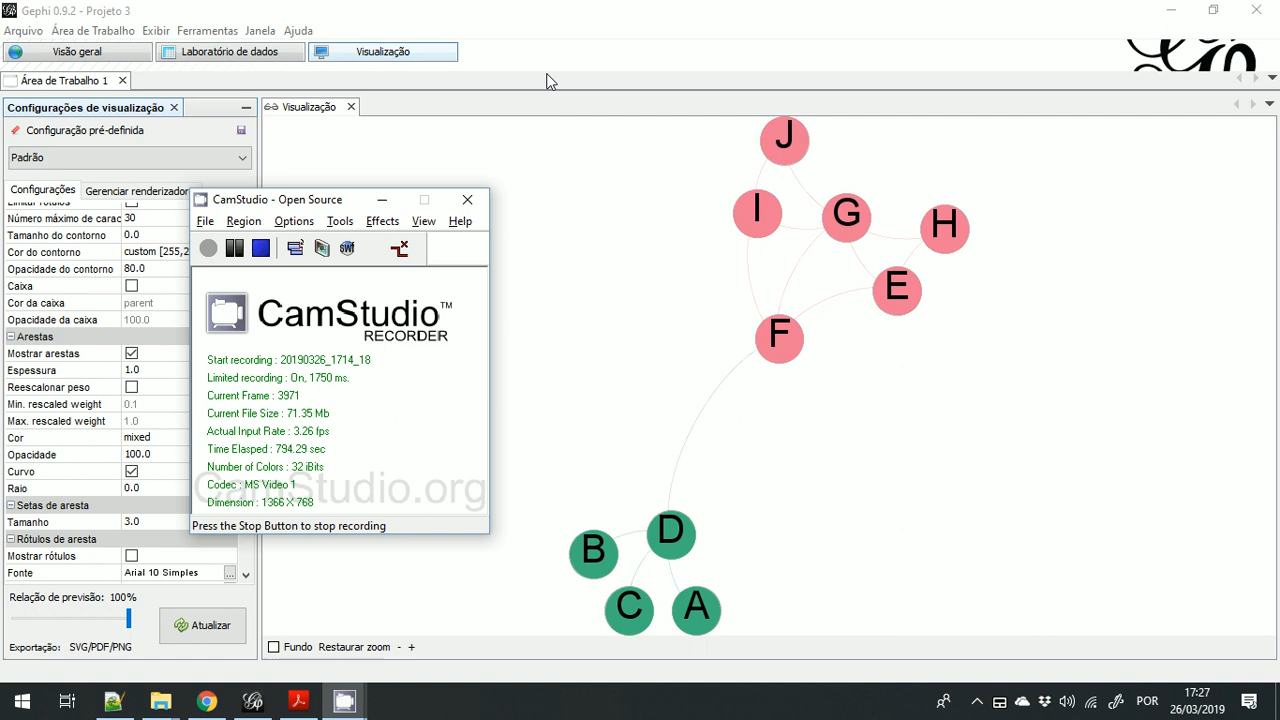 Gephi 0.9.2 - Projeto 3
Arquivo Área de Trabalho Exibir Ferramentas Janela Ajuda
Visão geral Laboratório de dados Visualização
Área de Trabalho 1
Configurações de visualização
Visualização
Configuração pré-definida
Padrão
Configurações Gerenciar renderizador
Limitar rótulos
Número máximo de carac 30
Tamanho do contorno 0.0
Cor do contorno custom [255,2
Opacidade do contorno 80.0
Caixa
Cor da caixa parent
Opacidade da caixa 100.0
Arestas
Mostrar arestas
Espessura 1.0
Reescalonar peso
Min. rescaled weight 0.1
Max. rescaled weight 1.0
Cor mixed
Opacidade 100.0
Curvo
Raio 0.0
Setas de aresta
Tamanho 3.0
Rótulos de aresta
Mostrar rótulos
Fonte Arial 10 Simples ...
Relação de previsão: 100%
Atualizar
Exportação: SVG/PDF/PNG
CamStudio - Open Source
File Region Options Tools Effects View Help
SWF
CamStudio™
RECORDER
Start recording : 20190326_1714_18
Limited recording : On, 1750 ms.
Current Frame : 3971
Current File Size : 71.35 Mb
Actual Input Rate : 3.26 fps
Time Elasped : 794.29 sec
Number of Colors : 32 iBits
Codec : MS Video 1
Dimension : 1366 X 768
CamStudio.org
Press the Stop Button to stop recording
J
I
G
H
E
F
D
B
C
A
Fundo Restaurar zoom - +
POR
17:27
26/03/2019